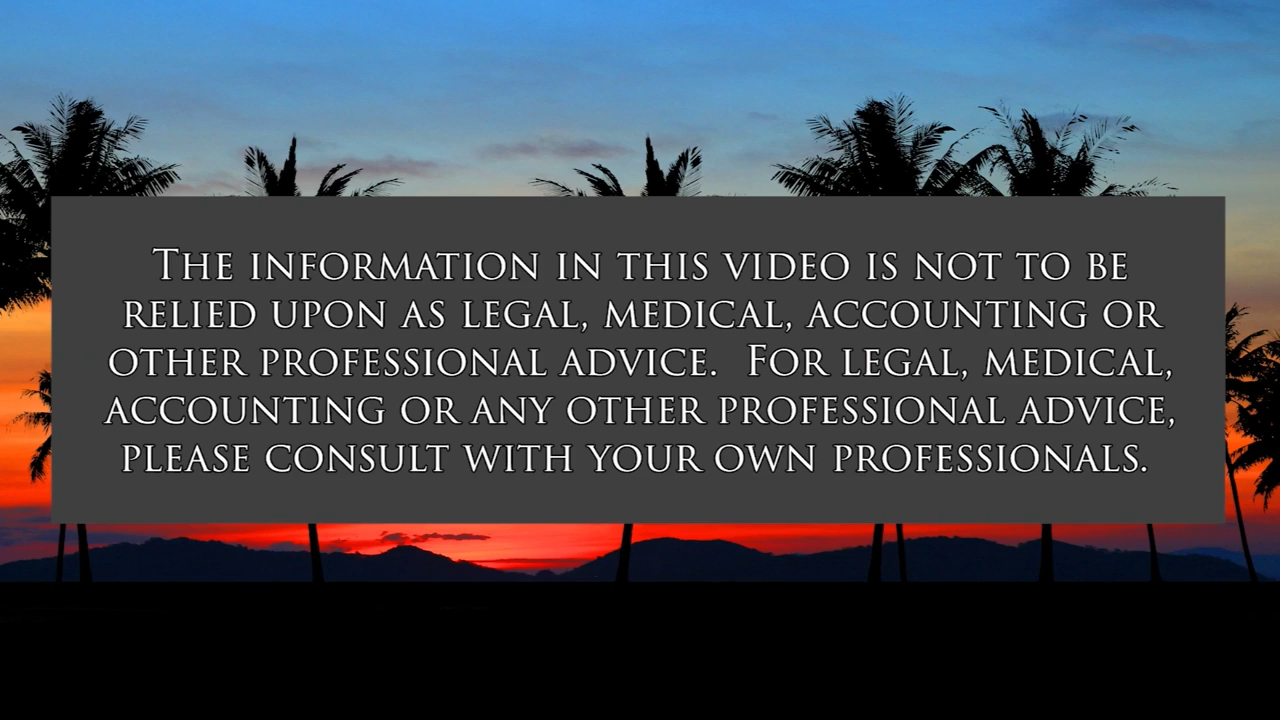 The information in this video is not to be
relied upon as legal, medical, accounting or
other professional advice.  For legal, medical,
accounting or any other professional advice,
please consult with your own professionals.